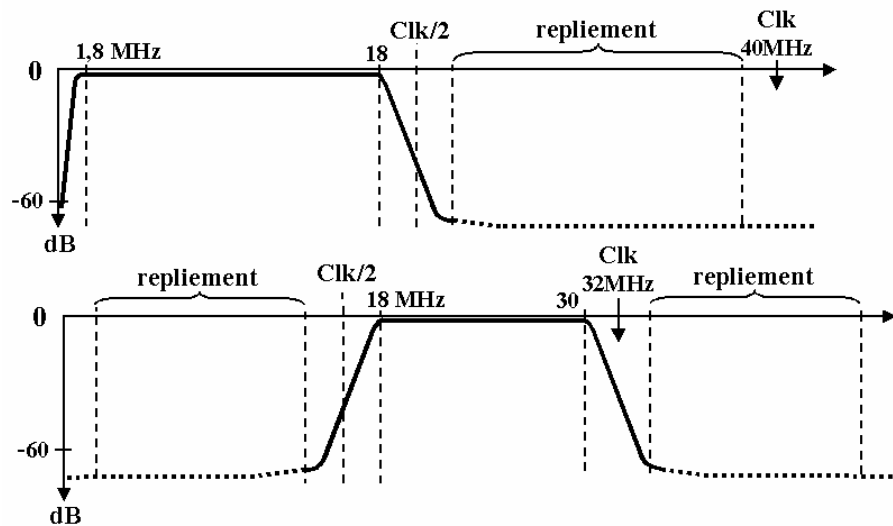 Clk/2
repliement
Clk
40MHz
1,8 MHz
18
0
-60
dB
repliement
Clk/2
Clk
32MHz
repliement
18 MHz
30
0
-60
dB